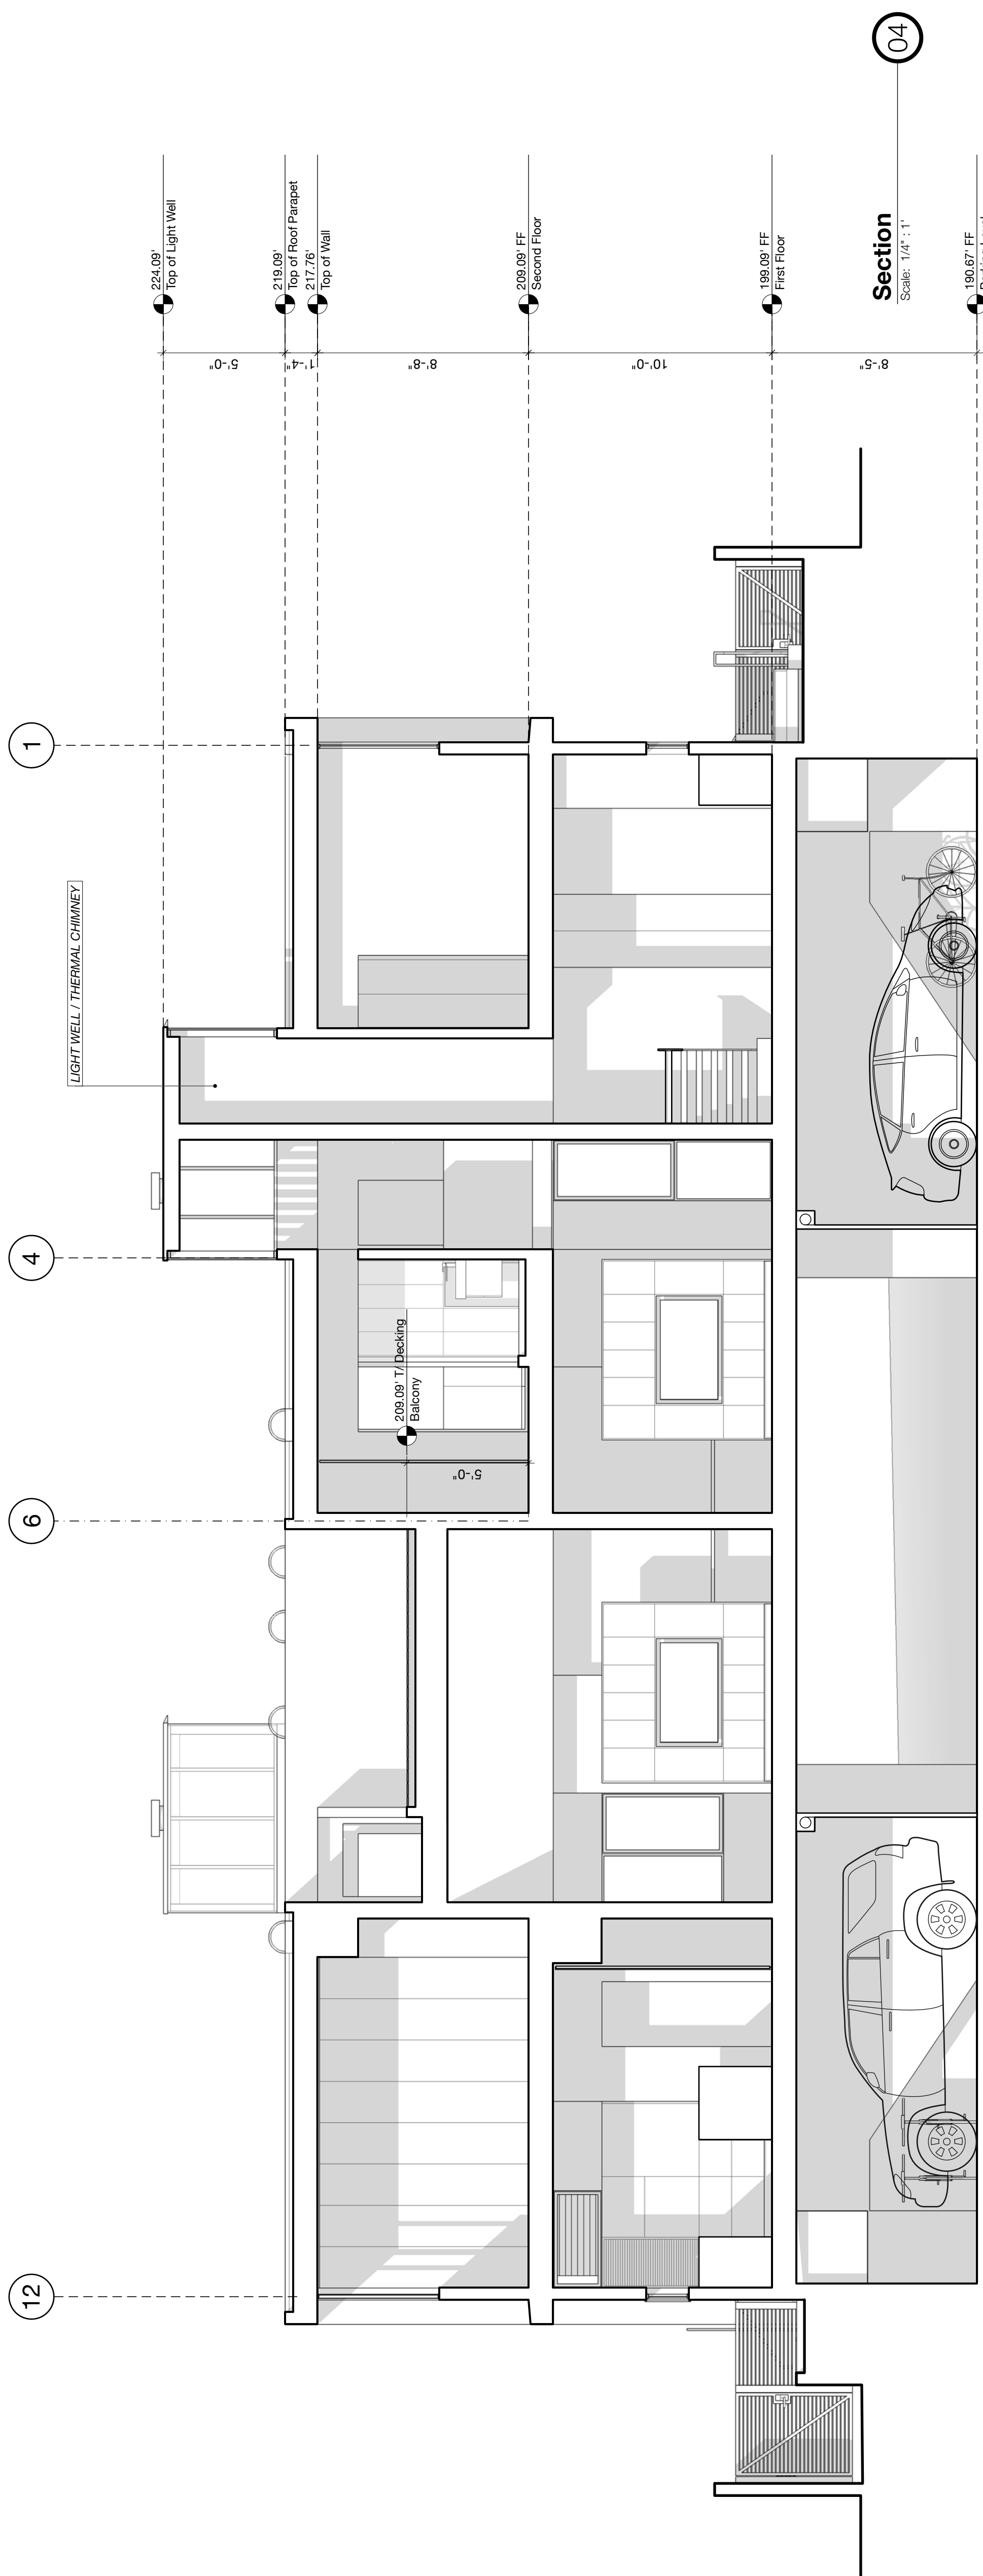 12
6
4
1
LIGHT WELL / THERMAL CHIMNEY
224.09'
Top of Light Well
219.09'
Top of Roof Parapet
217.76'
Top of Wall
209.09' FF
Second Floor
199.09' FF
First Floor
190.67' FF
5'-0"
1'-4"
8'-8"
10'-0"
8'-5"
209.09' T/ Decking
Balcony
5'-0"
Section
Scale: 1/4" : 1'
04